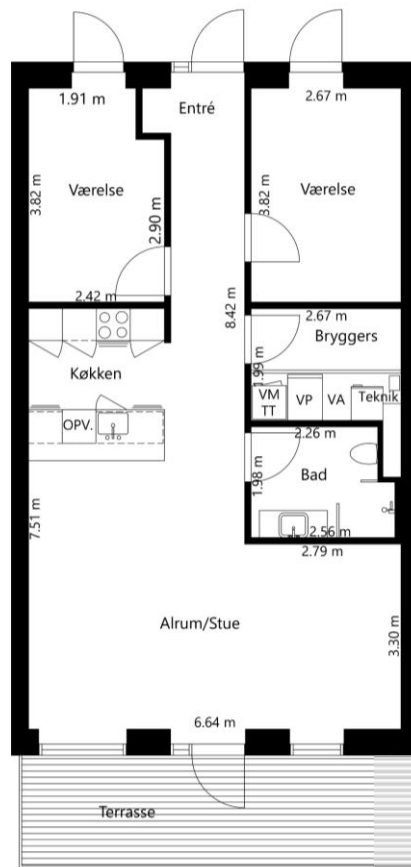 1.91 m
Entré
2.67 m
Værelse
Værelse
3.82 m
2.90 m
3.82 m
2.42 m
8.42 m
2.67 m
Bryggers
Køkken
1.99 m
VM
TT
VP
VA
Teknik
OPV.
2.26 m
Bad
1.98 m
7.51 m
2.56 m
2.79 m
Alrum/Stue
3.30 m
6.64 m
Terrasse